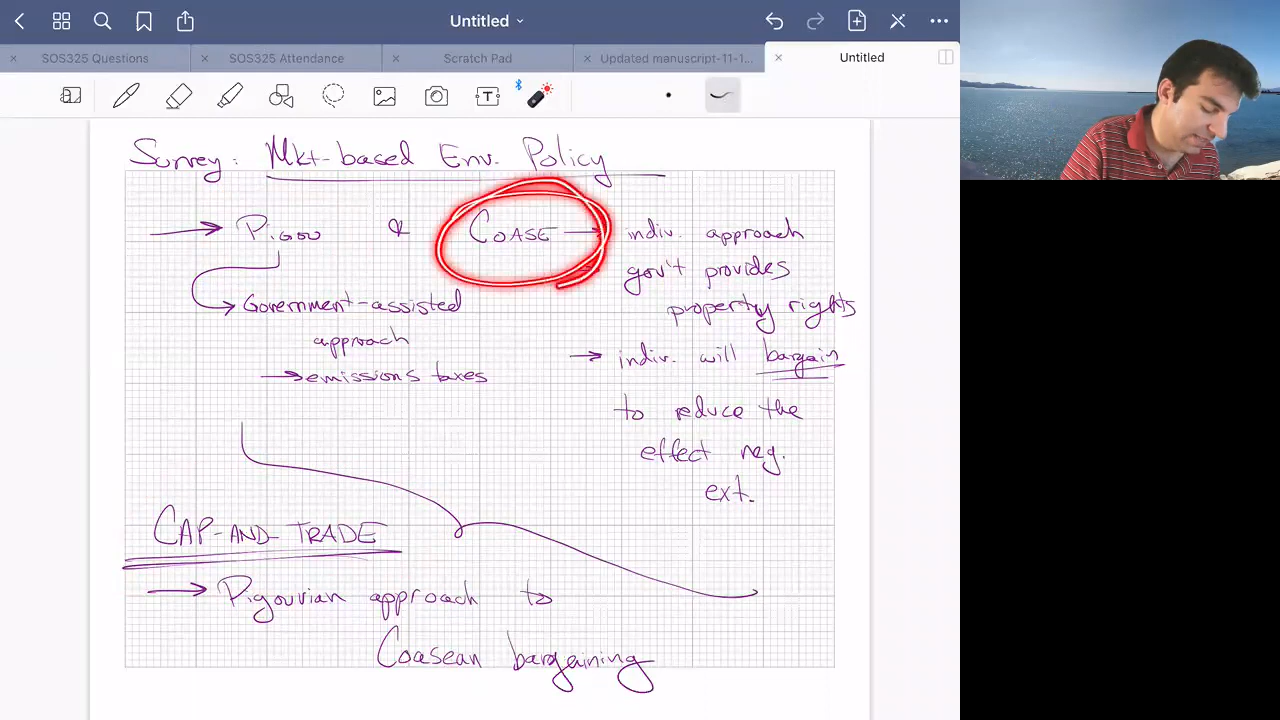 Untitled
SOS325 Questions
SOS325 Attendance
Scratch Pad
Updated manuscript-11-1...
Untitled
Survey: Mkt-based Env. Policy
→ Pigou & COASE → indiv. approach
gov't provides
property rights
→ Government-assisted
approach
→ emissions taxes
→ indiv. will bargain
to reduce the
effect neg.
ext.
CAP-AND-TRADE
→ Pigouvian approach to
Coasean bargaining